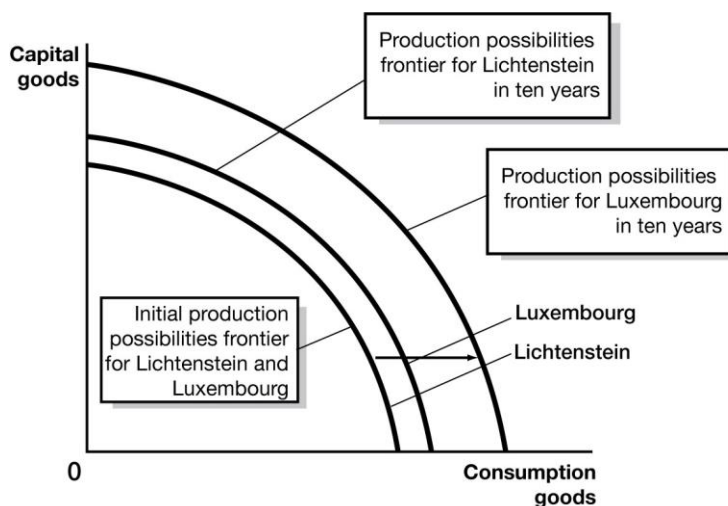 Capital
goods
Production possibilities
frontier for Lichtenstein
in ten years
Production possibilities
frontier for Luxembourg
in ten years
Initial production
possibilities frontier
for Lichtenstein and
Luxembourg
Luxembourg
Lichtenstein
0
Consumption
goods